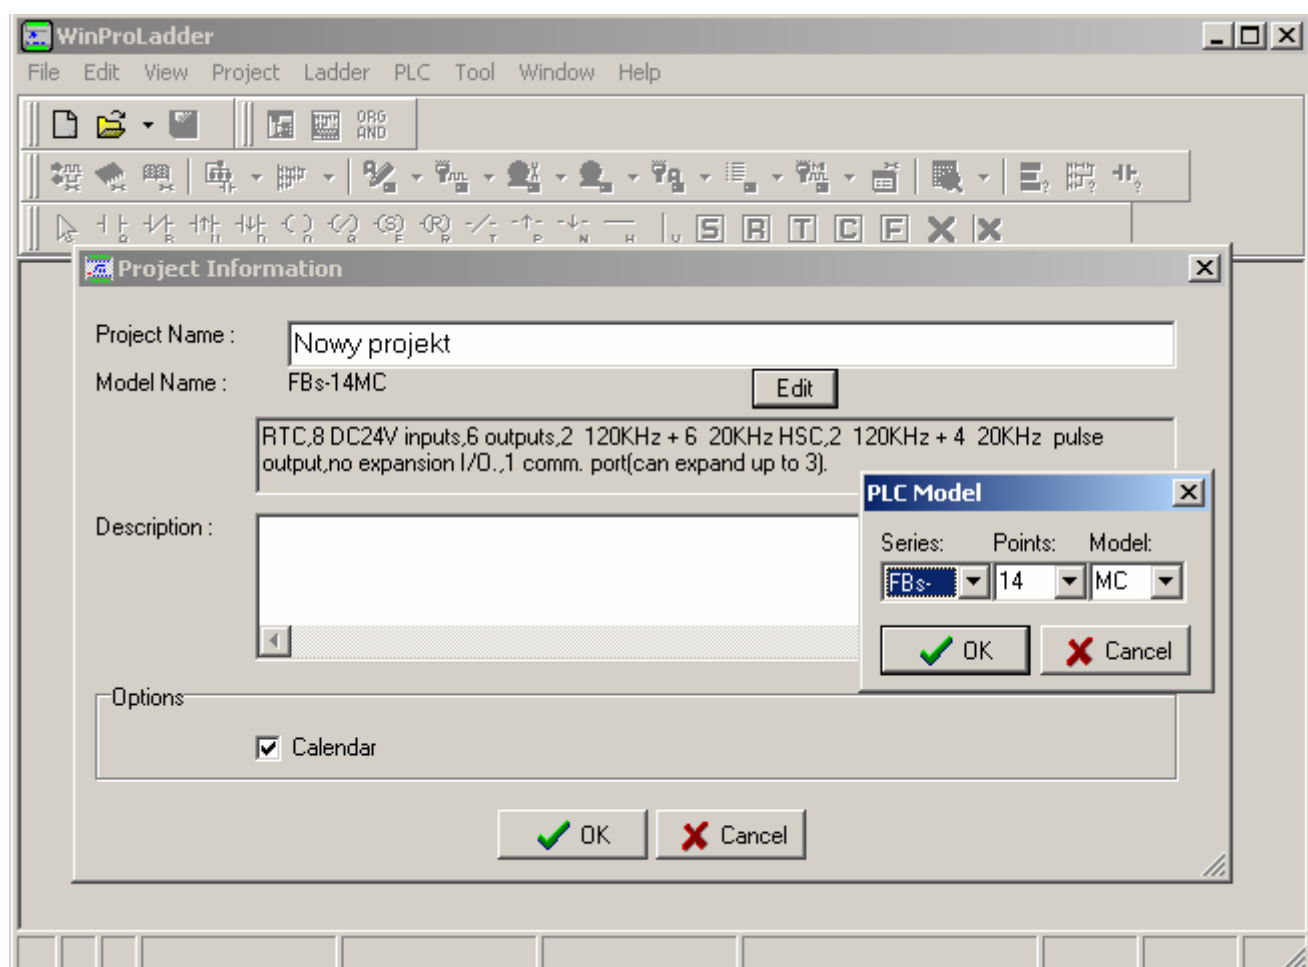 WinProLadder
File Edit View Project Ladder PLC Tool Window Help
ORG
AND
A B U D O Q E R T P N H U S R T C F
Project Information
Project Name : Nowy projekt
Model Name : FBs-14MC Edit
RTC,8 DC24V inputs,6 outputs,2 120KHz + 6 20KHz HSC,2 120KHz + 4 20KHz pulse
output,no expansion I/O.,1 comm. port(can expand up to 3).
PLC Model
Description :
Series: Points: Model:
FBs- 14 MC
OK Cancel
Options
Calendar
OK Cancel